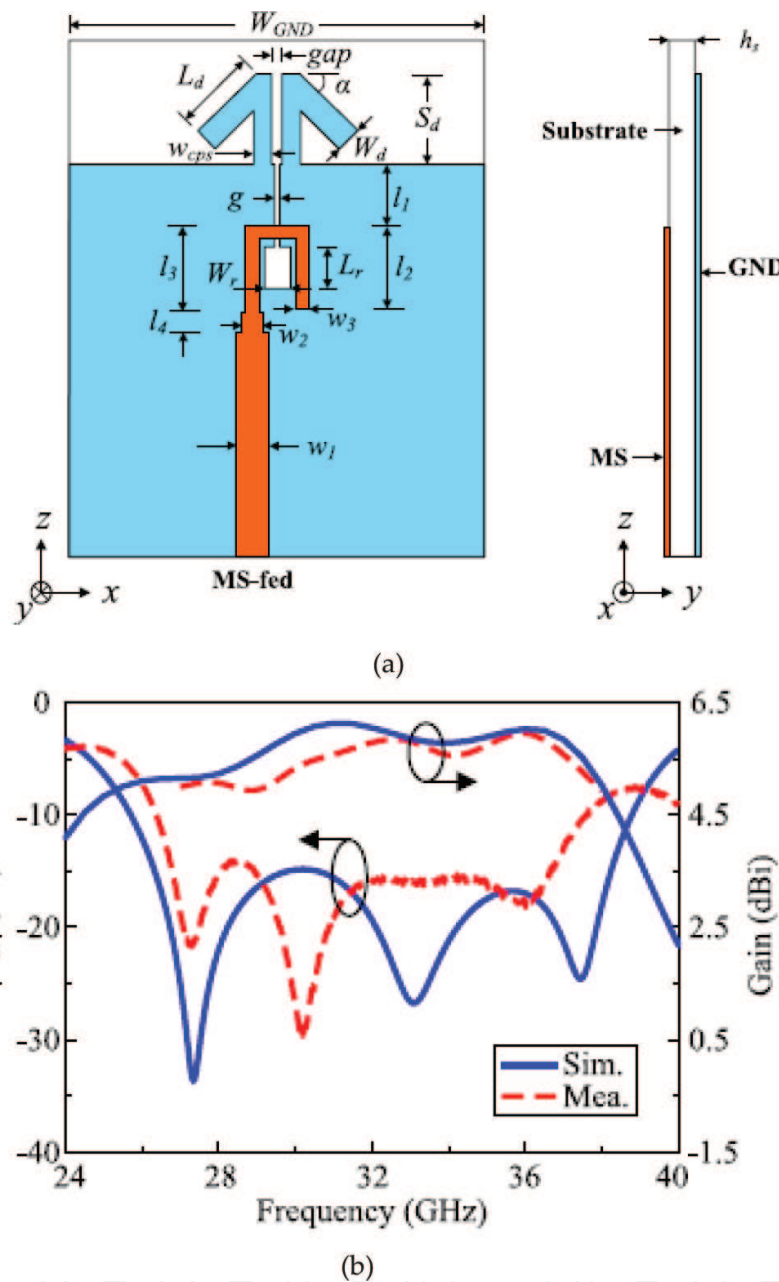 W_GND
gap
h_s
L_d
α
S_d
Substrate
W_d
w_cps
g
l_1
l_3
W_r
L_r
l_2
GND
w_3
l_4
w_2
w_1
MS
z
z
y
x
x
y
MS-fed
(a)
0
6.5
-10
4.5
-20
2.5
Gain (dBi)
-30
0.5
Sim.
Mea.
-40
-1.5
24
28
32
36
40
Frequency (GHz)
(b)